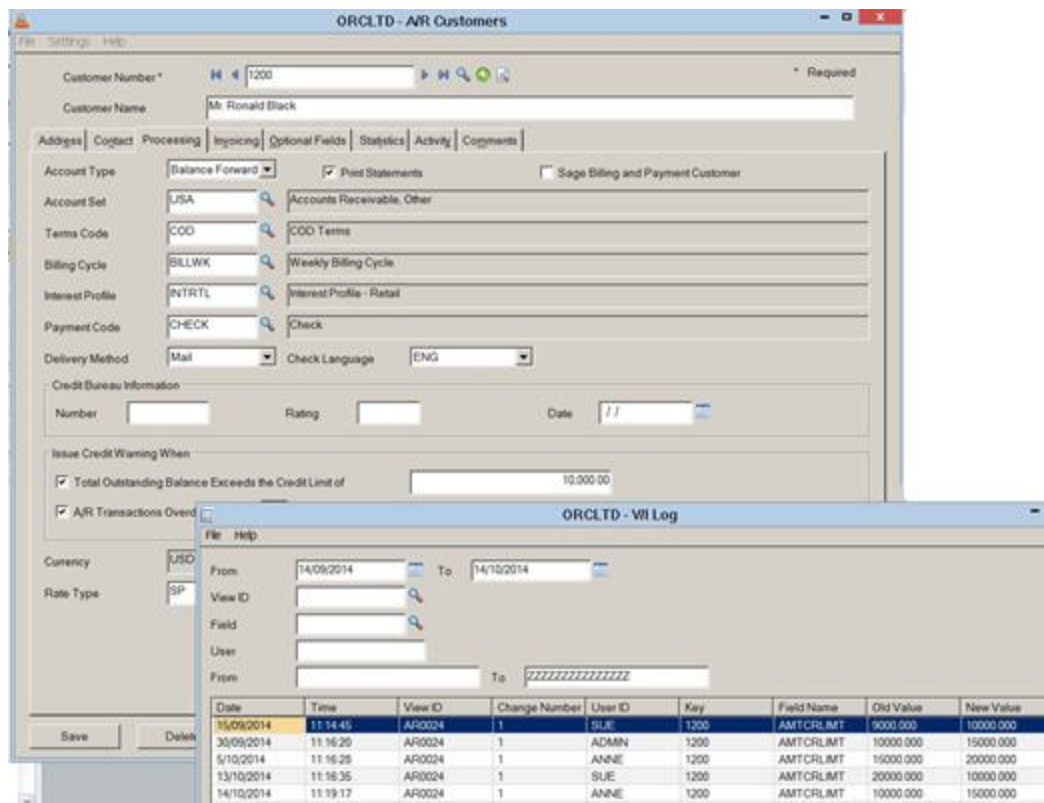 ORCLTD - A/R Customers
File Settings Help
Customer Number * 1200 * Required
Customer Name Mr. Ronald Black
Address Contact Processing Invoicing Optional Fields Statistics Activity Comments
Account Type Balance Forward Print Statements Sage Billing and Payment Customer
Account Set USA Accounts Receivable, Other
Terms Code COD COD Terms
Billing Cycle BILLWK Weekly Billing Cycle
Interest Profile INTRTL Interest Profile - Retail
Payment Code CHECK Check
Delivery Method Mail Check Language ENG
Credit Bureau Information
Number Rating Date / /
Issue Credit Warning When
Total Outstanding Balance Exceeds the Credit Limit of 10,000.00
A/R Transactions Overd
Currency USD
Rate Type SP
Save Delet
ORCLTD - VI Log
File Help
From 14/09/2014 To 14/10/2014
View ID
Field
User
From To ZZZZZZZZZZZZZZZ
Date Time View ID Change Number User ID Key Field Name Old Value New Value
15/09/2014 11:14:45 AR0024 1 SUE 1200 AMTCRLIMT 9000.000 10000.000
30/09/2014 11:16:20 AR0024 1 ADMIN 1200 AMTCRLIMT 10000.000 15000.000
5/10/2014 11:16:28 AR0024 1 ANNE 1200 AMTCRLIMT 15000.000 20000.000
13/10/2014 11:16:35 AR0024 1 SUE 1200 AMTCRLIMT 20000.000 10000.000
14/10/2014 11:19:17 AR0024 1 ANNE 1200 AMTCRLIMT 10000.000 15000.000